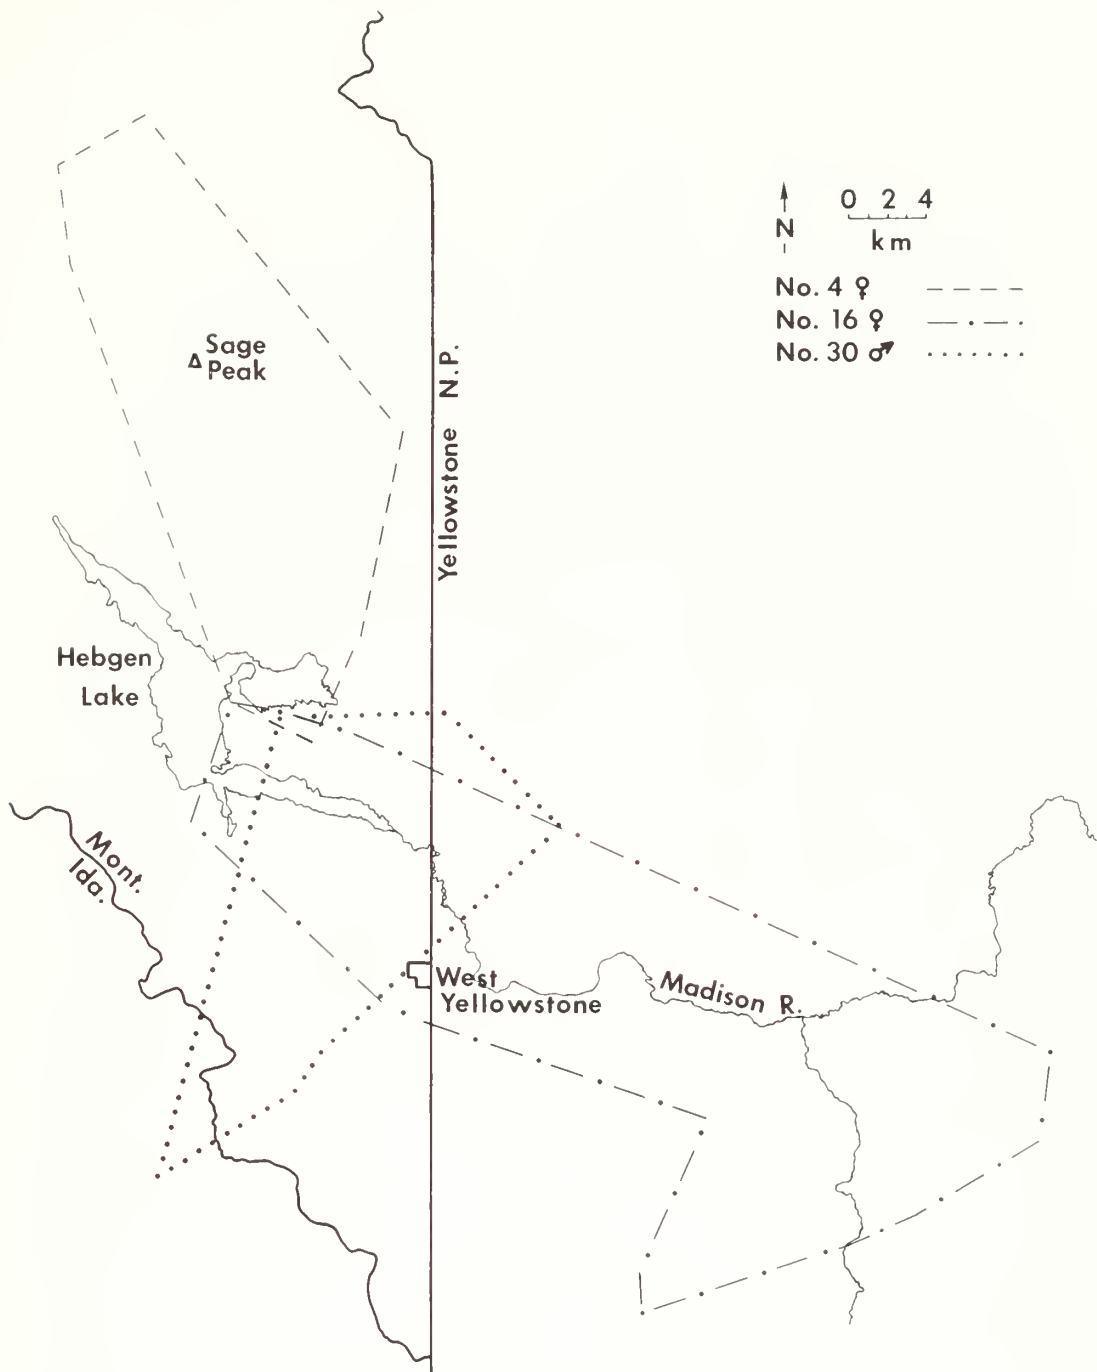 0 2 4
N
km
No. 4 ♀
No. 16 ♀
No. 30 ♂
Sage
Peak
Yellowstone N.P.
Hebgen
Lake
Mont.
Ida.
West
Yellowstone
Madison R.